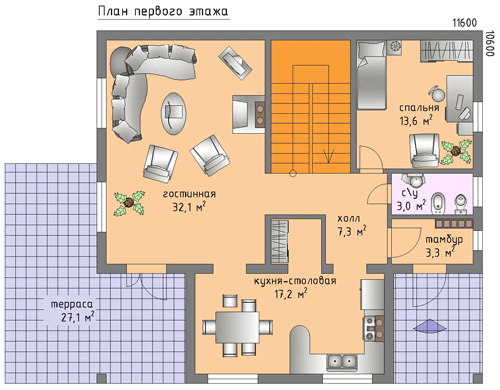 План первого этажа
11600
10600
спальня
13,6 м²
гостинная
32,1 м²
с/у
3,0 м²
холл
7,3 м²
тамбур
3,3 м²
кухня-столовая
17,2 м²
терраса
27,1 м²